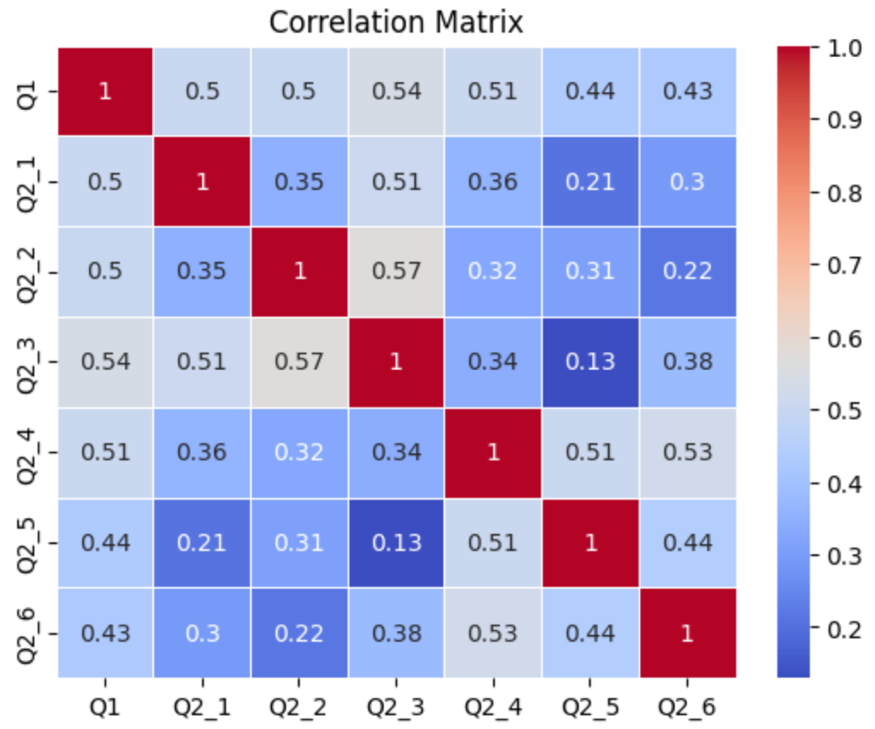 Correlation Matrix
Q1 1 0.5 0.5 0.54 0.51 0.44 0.43
Q2_1 0.5 1 0.35 0.51 0.36 0.21 0.3
Q2_2 0.5 0.35 1 0.57 0.32 0.31 0.22
Q2_3 0.54 0.51 0.57 1 0.34 0.13 0.38
Q2_4 0.51 0.36 0.32 0.34 1 0.51 0.53
Q2_5 0.44 0.21 0.31 0.13 0.51 1 0.44
Q2_6 0.43 0.3 0.22 0.38 0.53 0.44 1
Q1 Q2_1 Q2_2 Q2_3 Q2_4 Q2_5 Q2_6
1.0
0.9
0.8
0.7
0.6
0.5
0.4
0.3
0.2